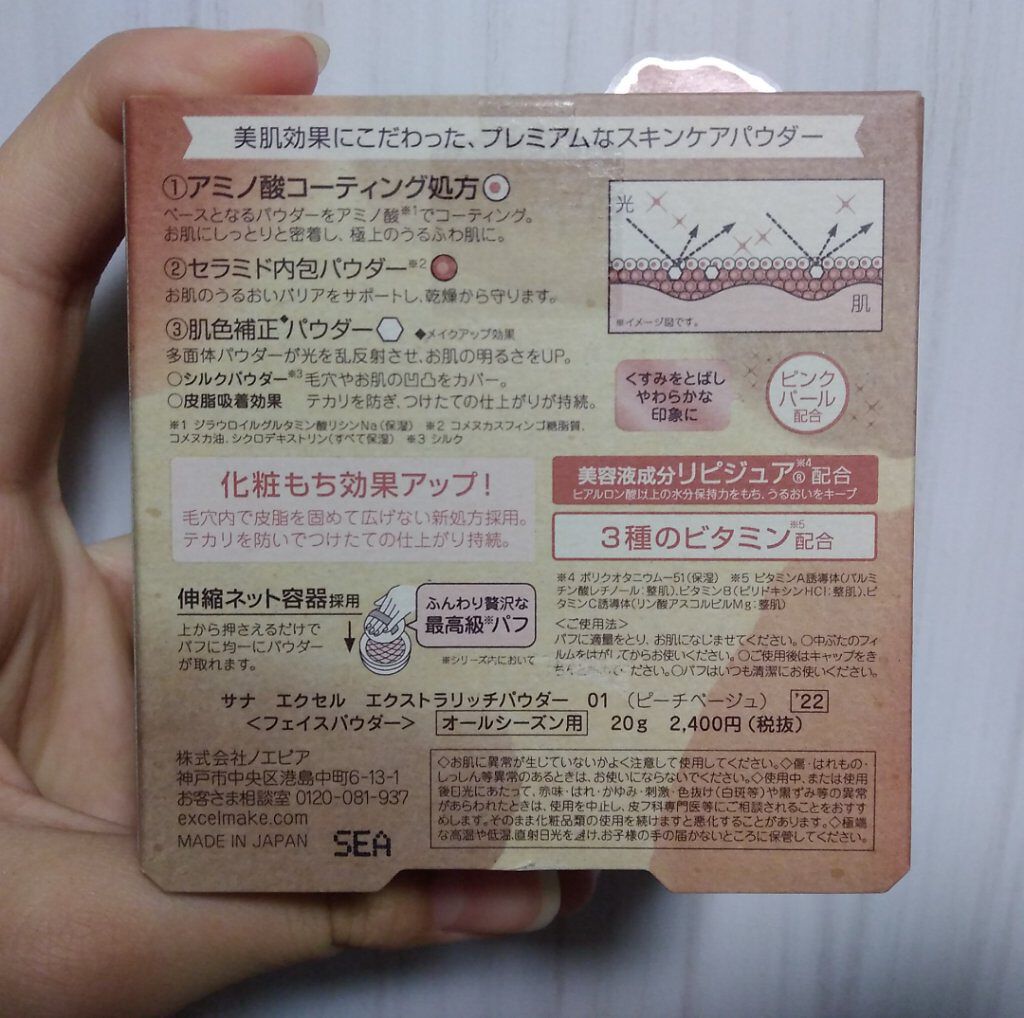 美肌効果にこだわった、プレミアムなスキンケアパウダー
①アミノ酸コーティング処方
ベースとなるパウダーをアミノ酸※1でコーティング。
お肌にしっとりと密着し、極上のうるふわ肌に。
②セラミド内包パウダー※2
お肌のうるおいバリアをサポートし、乾燥から守ります。
③肌色補正◆パウダー ◆メイクアップ効果
多面体パウダーが光を乱反射させ、お肌の明るさをUP。
○シルクパウダー※3 毛穴やお肌の凹凸をカバー。
○皮脂吸着効果 テカリを防ぎ、つけたての仕上がりが持続。
※1 ジラウロイルグルタミン酸リシンNa（保湿） ※2 コメヌカスフィンゴ糖脂質、
コメヌカ油、シクロデキストリン（すべて保湿） ※3 シルク
光
肌
※イメージ図です。
くすみをとばし
やわらかな
印象に
ピンク
パール
配合
化粧もち効果アップ！
毛穴内で皮脂を固めて広げない新処方採用。
テカリを防いでつけたての仕上がり持続。
美容液成分リピジュア®※4配合
ヒアルロン酸以上の水分保持力をもち、うるおいをキープ
3種のビタミン※5配合
※4 ポリクオタニウム-51（保湿） ※5 ビタミンA誘導体（パルミ
チン酸レチノール：整肌）、ビタミンB（ピリドキシンHCl：整肌）、ビ
タミンC誘導体（リン酸アスコルビルMg：整肌）
伸縮ネット容器採用
上から押さえるだけで
パフに均一にパウダー
が取れます。
ふんわり贅沢な
最高級※パフ
※シリーズ内において
＜ご使用法＞
パフに適量をとり、お肌になじませてください。○中ぶたのフィ
ルムをはがしてからお使いください。○ご使用後はキャップをき
ださい。○パフはいつも清潔にお使いください。
サナ エクセル エクストラリッチパウダー 01 （ピーチベージュ） '22
＜フェイスパウダー＞ オールシーズン用 20g 2,400円（税抜）
株式会社ノエビア
神戸市中央区港島中町6-13-1
お客さま相談室 0120-081-937
excelmake.com
MADE IN JAPAN SEA
◇お肌に異常が生じていないかよく注意して使用してください。◇傷・はれもの・
しっしん等異常のあるときは、お使いにならないでください。◇使用中、または使用
後日光にあたって、赤味・はれ・かゆみ・刺激・色抜け（白斑等）や黒ずみ等の異常
があらわれたときは、使用を中止し、皮フ科専門医等にご相談されることをおすす
めします。そのまま化粧品類の使用を続けますと悪化することがあります。◇極端
な高温や低温、直射日光を避け、お子様の手の届かないところに保管してください。